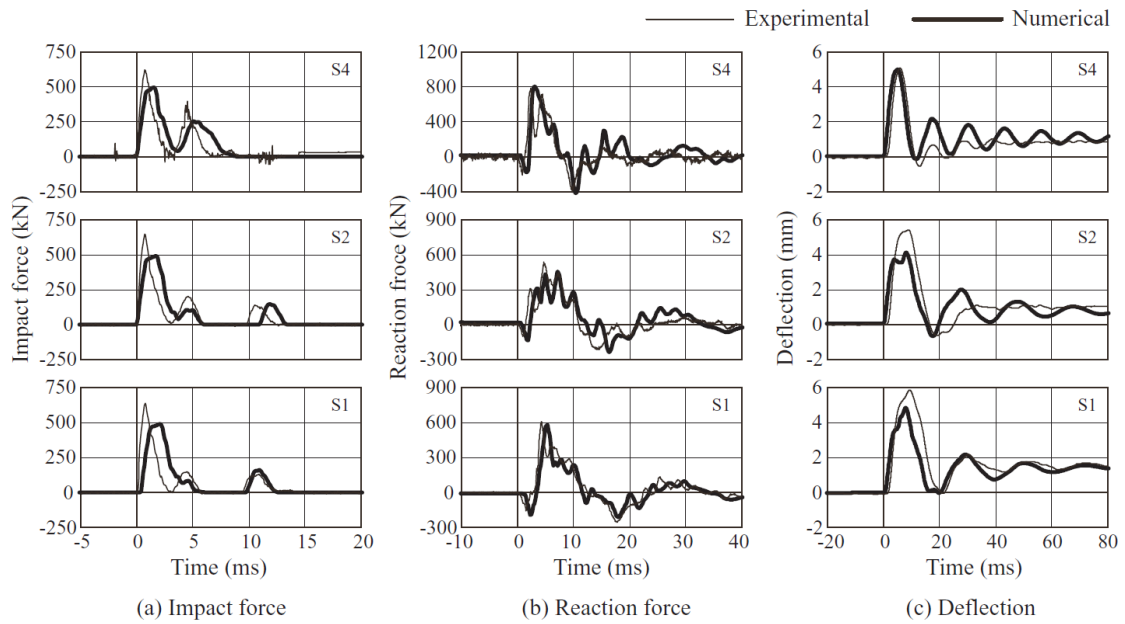 Experimental Numerical
Impact force (kN)
750
500
250
0
250
S4
750
500
250
0
250
S2
750
500
250
0
250
S1
-5 0 5 10 15 20
Time (ms)
(a) Impact force
Reaction froce (kN)
1200
800
400
0
-400
S4
900
600
300
0
-300
S2
900
600
300
0
-300
S1
-10 0 10 20 30 40
Time (ms)
(b) Reaction force
Deflection (mm)
6
4
2
0
-2
S4
6
4
2
0
-2
S2
6
4
2
0
-2
S1
-20 0 20 40 60 80
Time (ms)
(c) Deflection